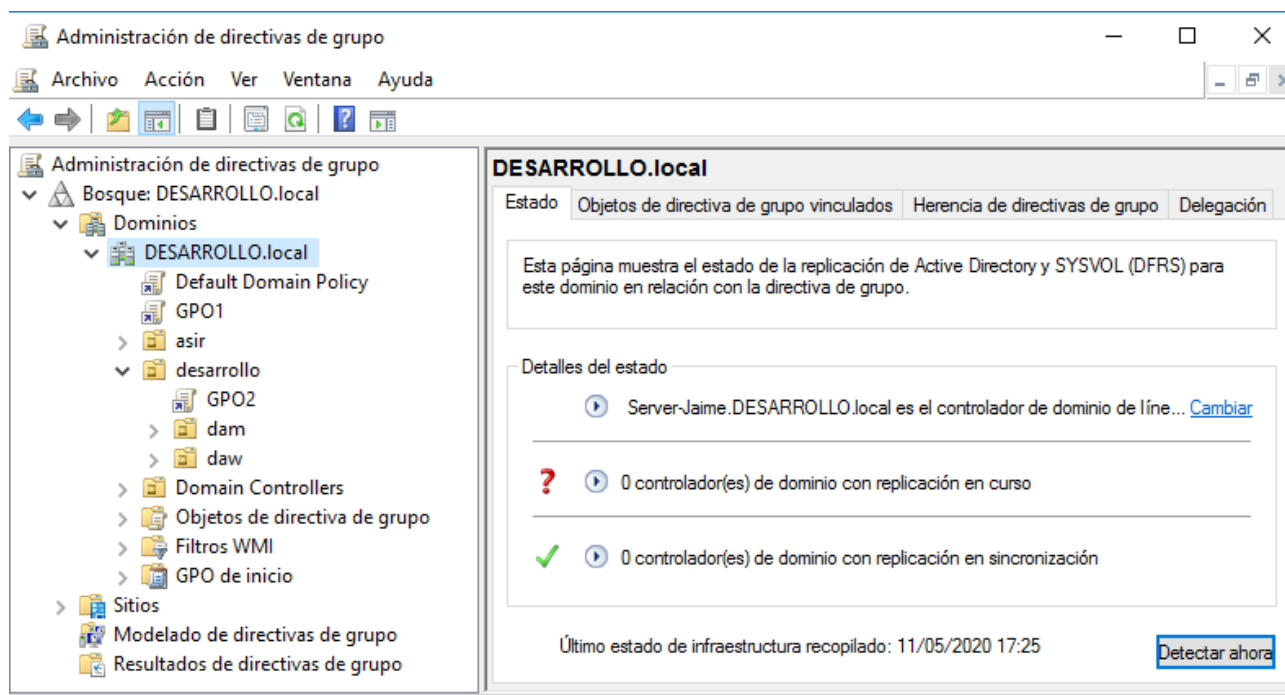 Administración de directivas de grupo
Archivo Acción Ver Ventana Ayuda
Administración de directivas de grupo
Bosque: DESARROLLO.local
Dominios
DESARROLLO.local
Default Domain Policy
GPO1
asir
desarrollo
GPO2
dam
daw
Domain Controllers
Objetos de directiva de grupo
Filtros WMI
GPO de inicio
Sitios
Modelado de directivas de grupo
Resultados de directivas de grupo
DESARROLLO.local
Estado Objetos de directiva de grupo vinculados Herencia de directivas de grupo Delegación
Esta página muestra el estado de la replicación de Active Directory y SYSVOL (DFRS) para
este dominio en relación con la directiva de grupo.
Detalles del estado
Server-Jaime.DESARROLLO.local es el controlador de dominio de líne... Cambiar
0 controlador(es) de dominio con replicación en curso
0 controlador(es) de dominio con replicación en sincronización
Último estado de infraestructura recopilado: 11/05/2020 17:25
Detectar ahora